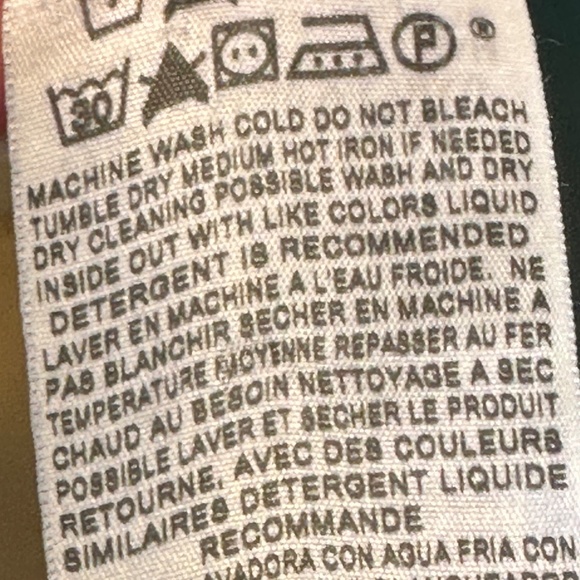 30 P ®
MACHINE WASH COLD DO NOT BLEACH
TUMBLE DRY MEDIUM HOT IRON IF NEEDED
DRY CLEANING POSSIBLE WASH AND DRY
INSIDE OUT WITH LIKE COLORS LIQUID
DETERGENT IS RECOMMENDED
LAVER EN MACHINE A L'EAU FROIDE. NE
PAS BLANCHIR SECHER EN MACHINE A
TEMPERATURE MOYENNE REPASSER AU FER
CHAUD AU BESOIN NETTOYAGE A SEC
POSSIBLE LAVER ET SECHER LE PRODUIT
RETOURNE, AVEC DES COULEURS
SIMILAIRES DETERGENT LIQUIDE
RECOMMANDE
AVADORA CON AGUA FRIA CON